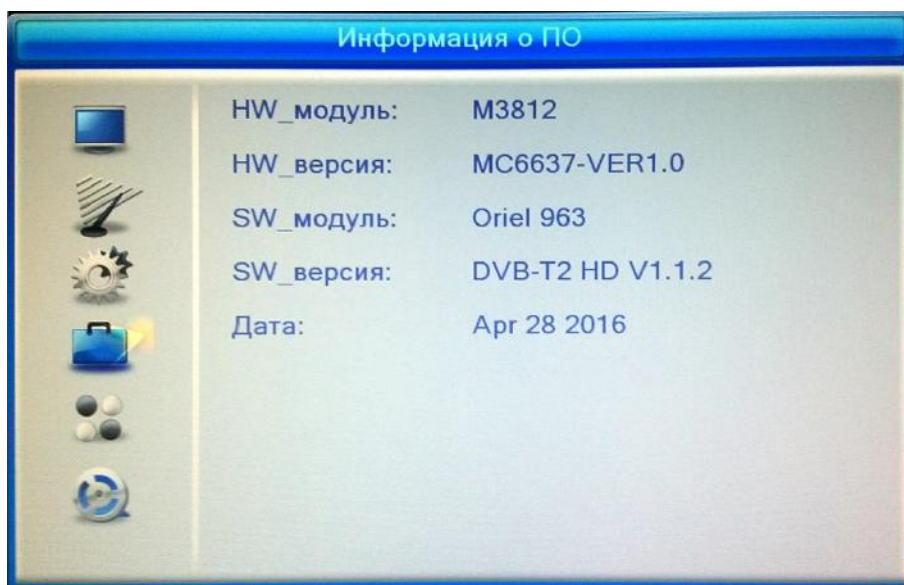 Информация о ПО
HW_модуль: M3812
HW_версия: MC6637-VER1.0
SW_модуль: Oriel 963
SW_версия: DVB-T2 HD V1.1.2
Дата: Apr 28 2016